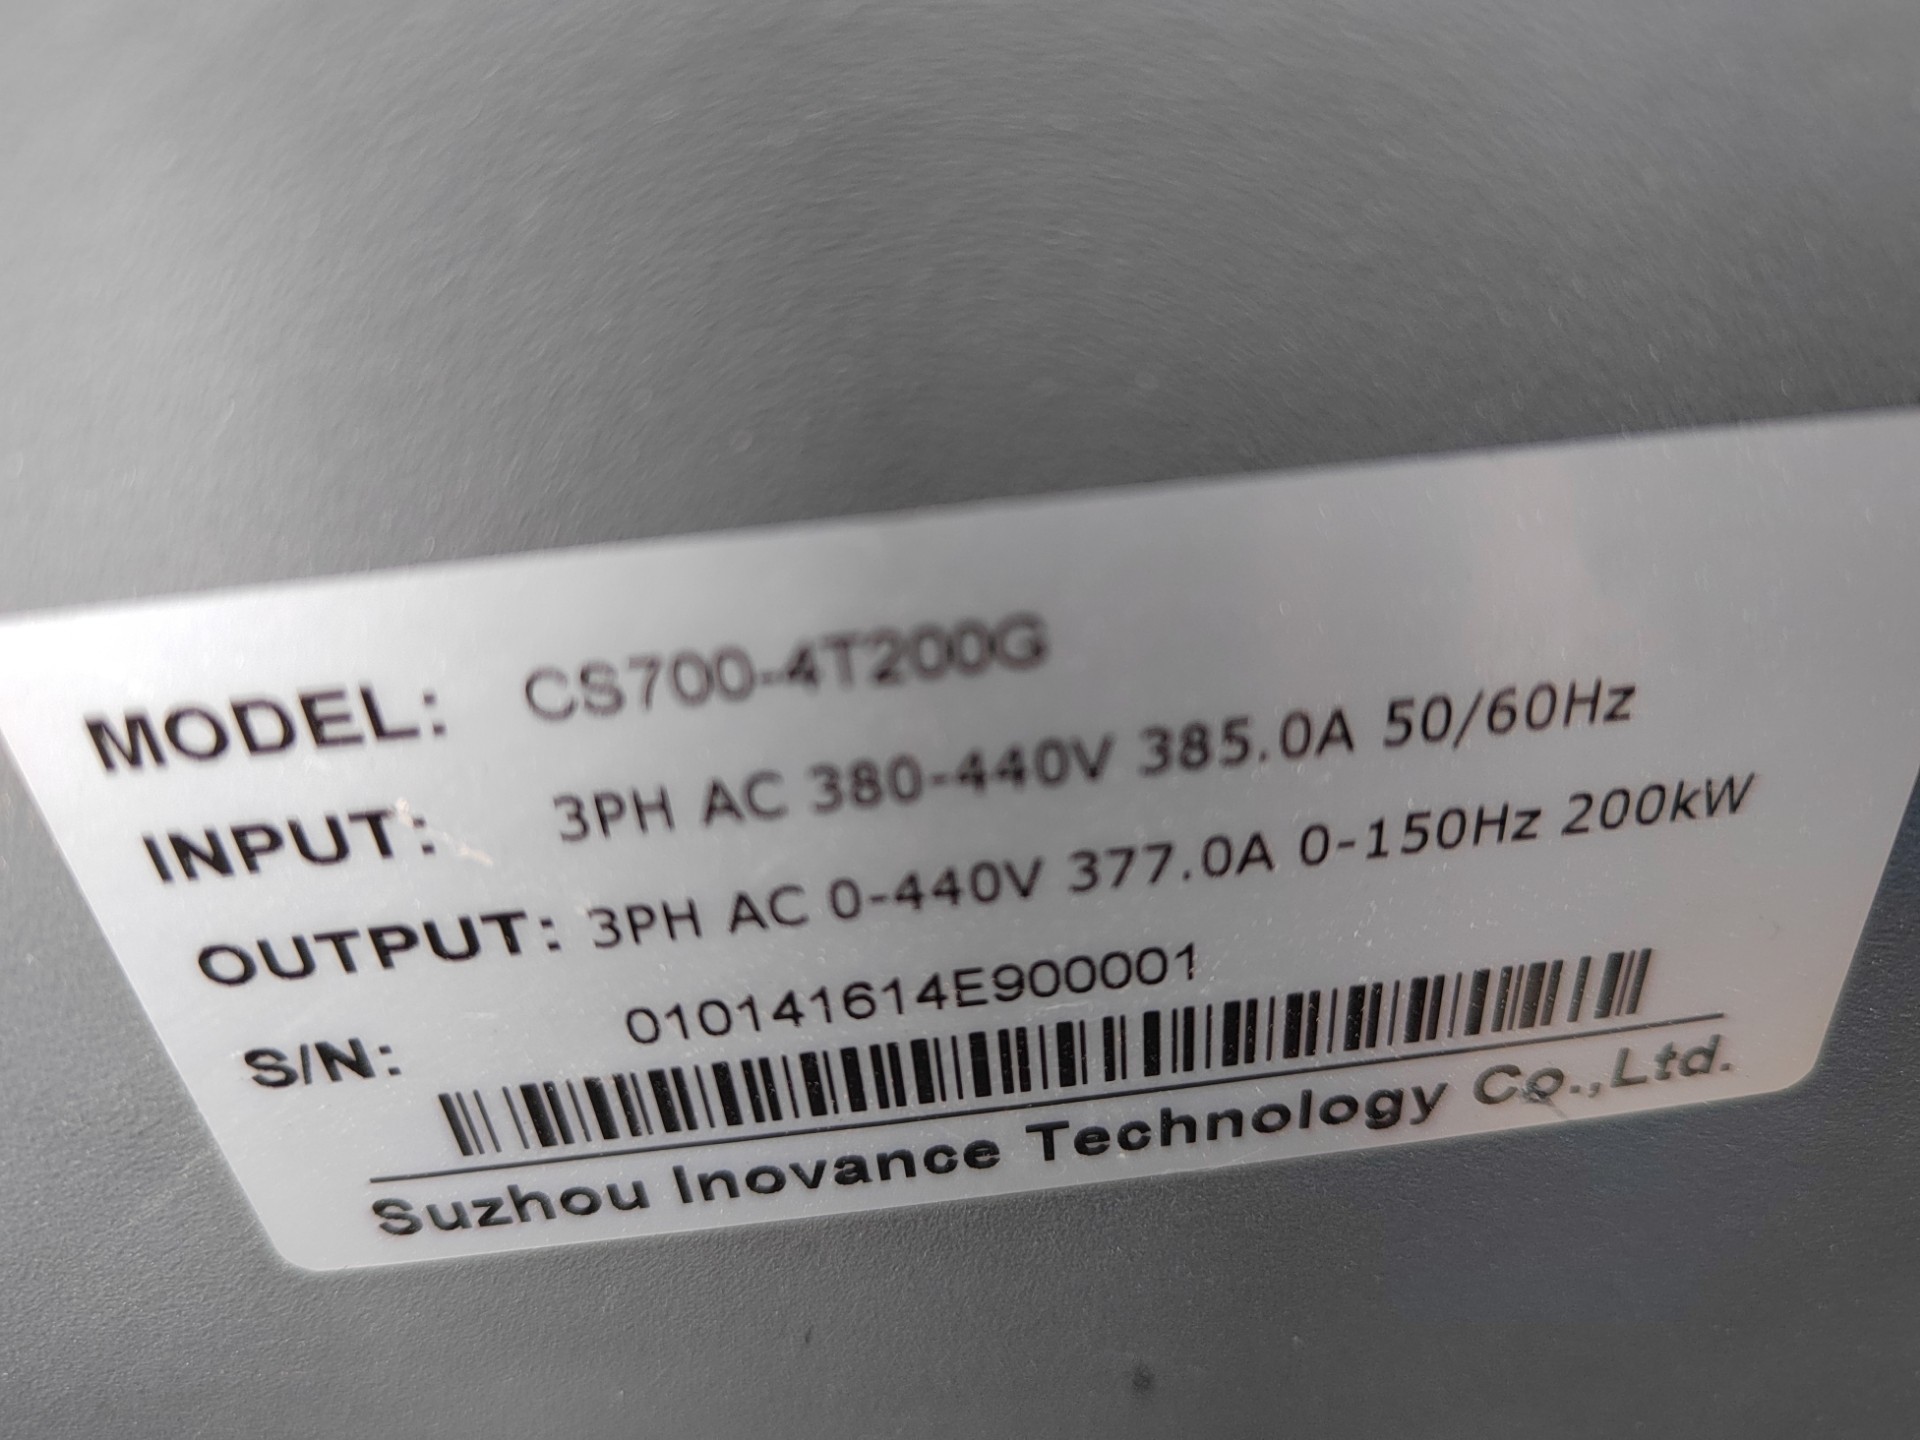 MODEL: CS700-4T200G
INPUT: 3PH AC 380-440V 385.0A 50/60Hz
OUTPUT: 3PH AC 0-440V 377.0A 0-150Hz 200kW
S/N: 010141614E900001
Suzhou Inovance Technology Co.,Ltd.